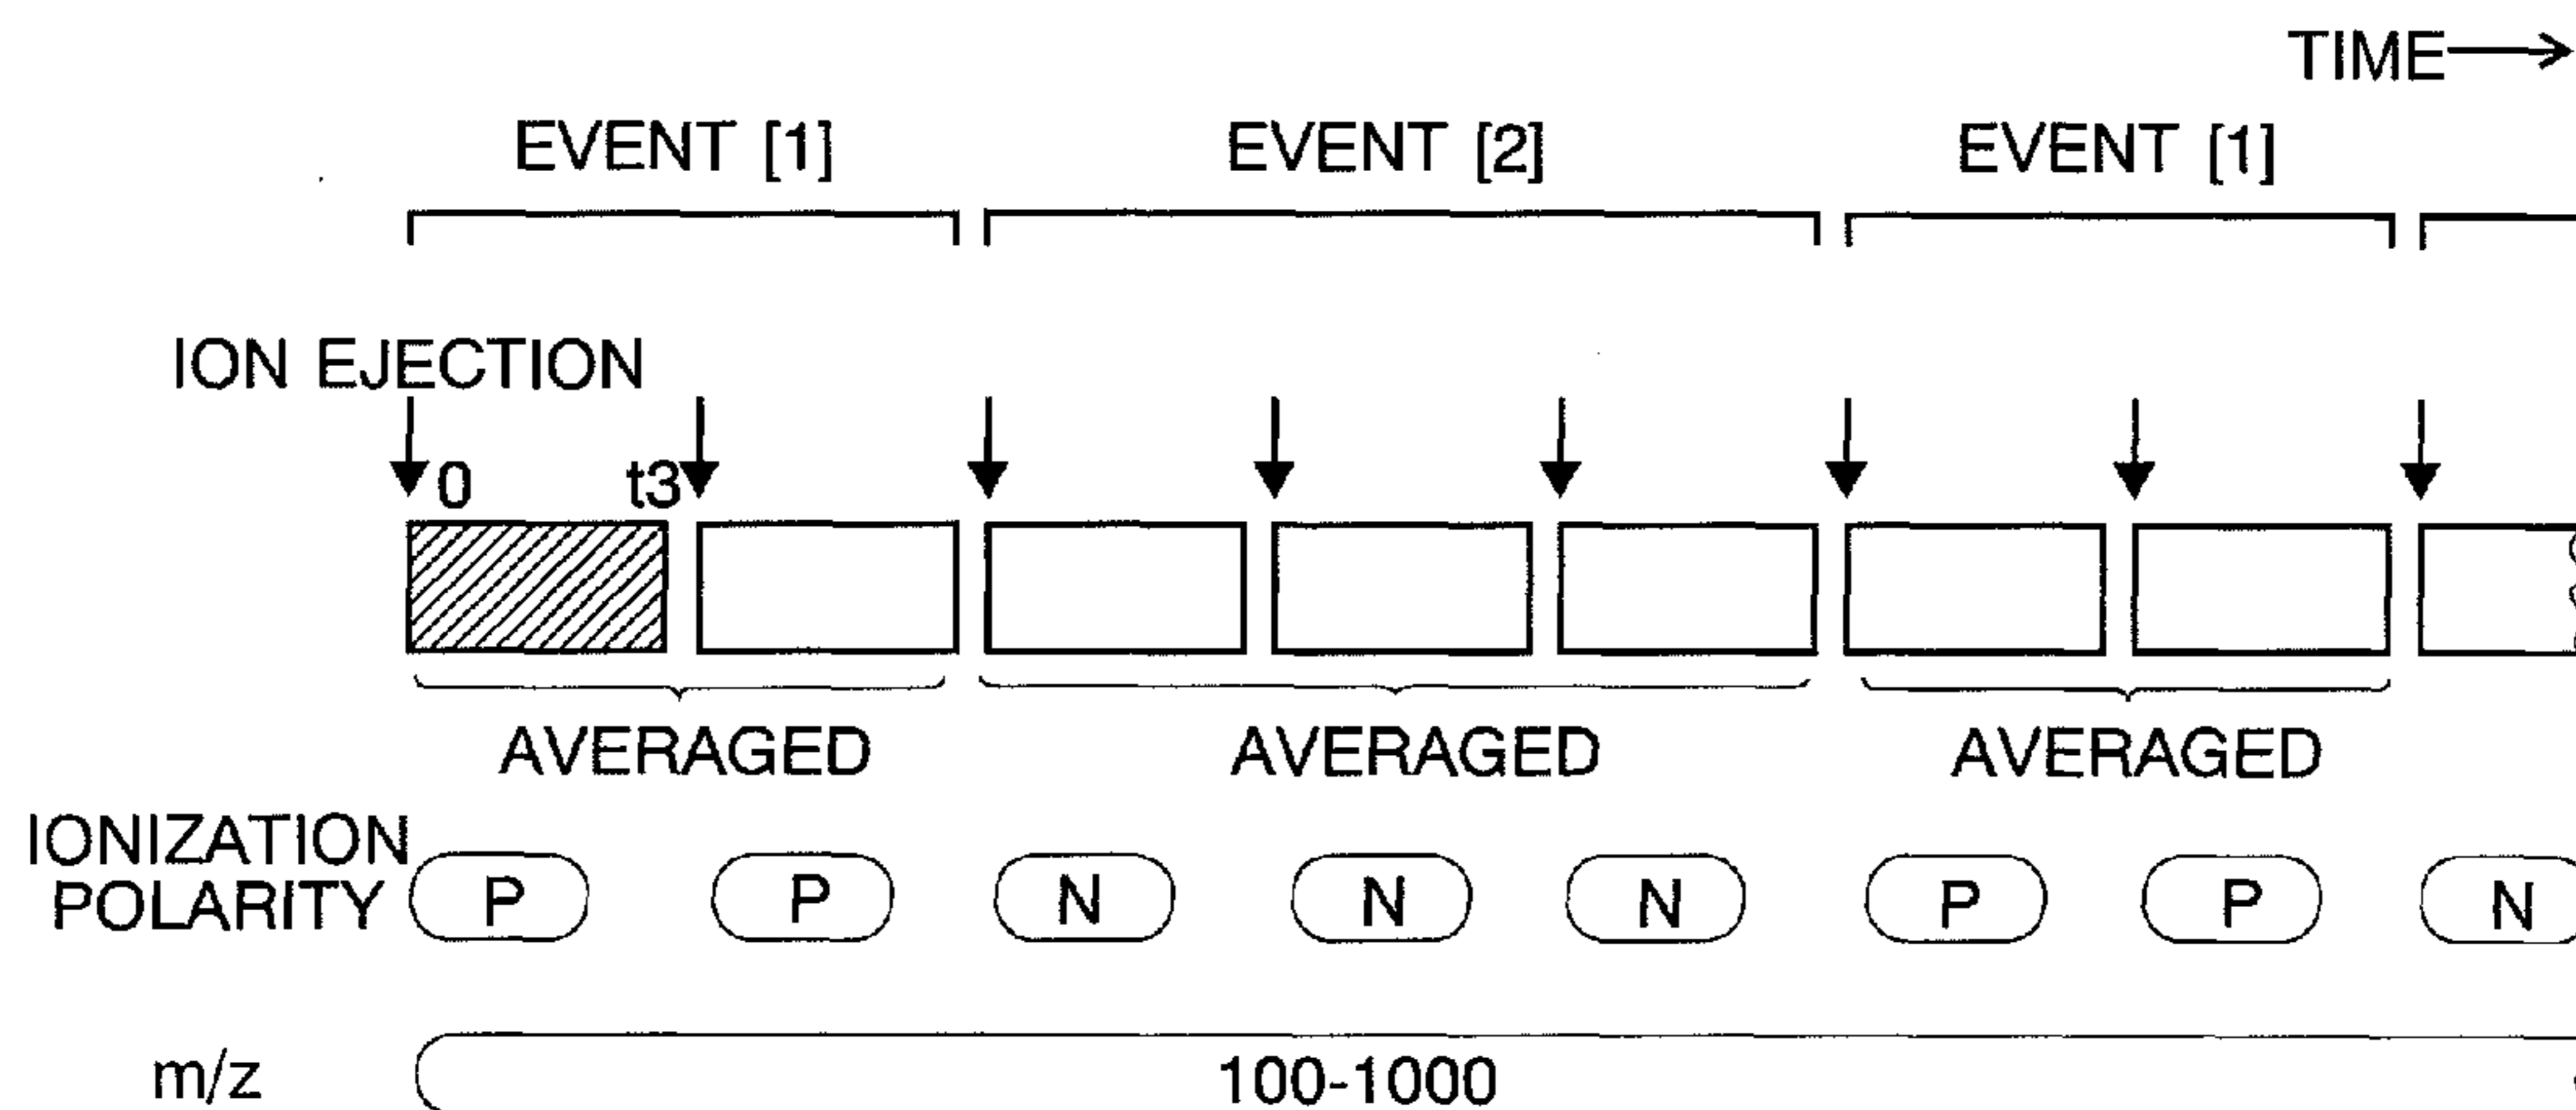 TIME
EVENT [1] EVENT [2] EVENT [1]
ION EJECTION
0 t3
AVERAGED AVERAGED AVERAGED
IONIZATION
POLARITY P P N N N P P N
m/z 100-1000